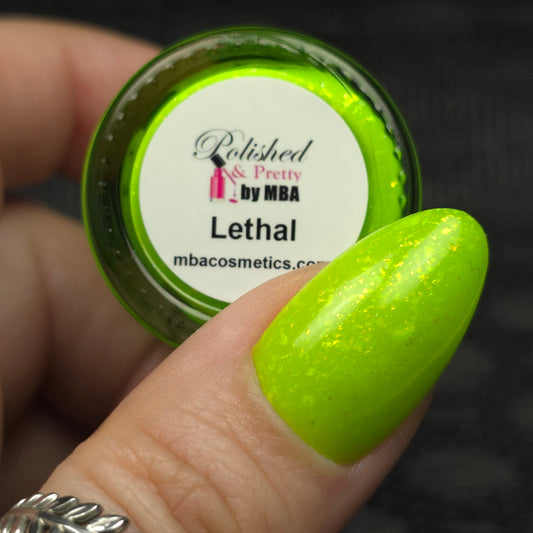 Polished
& Pretty
by MBA
Lethal
mbacosmetics.com